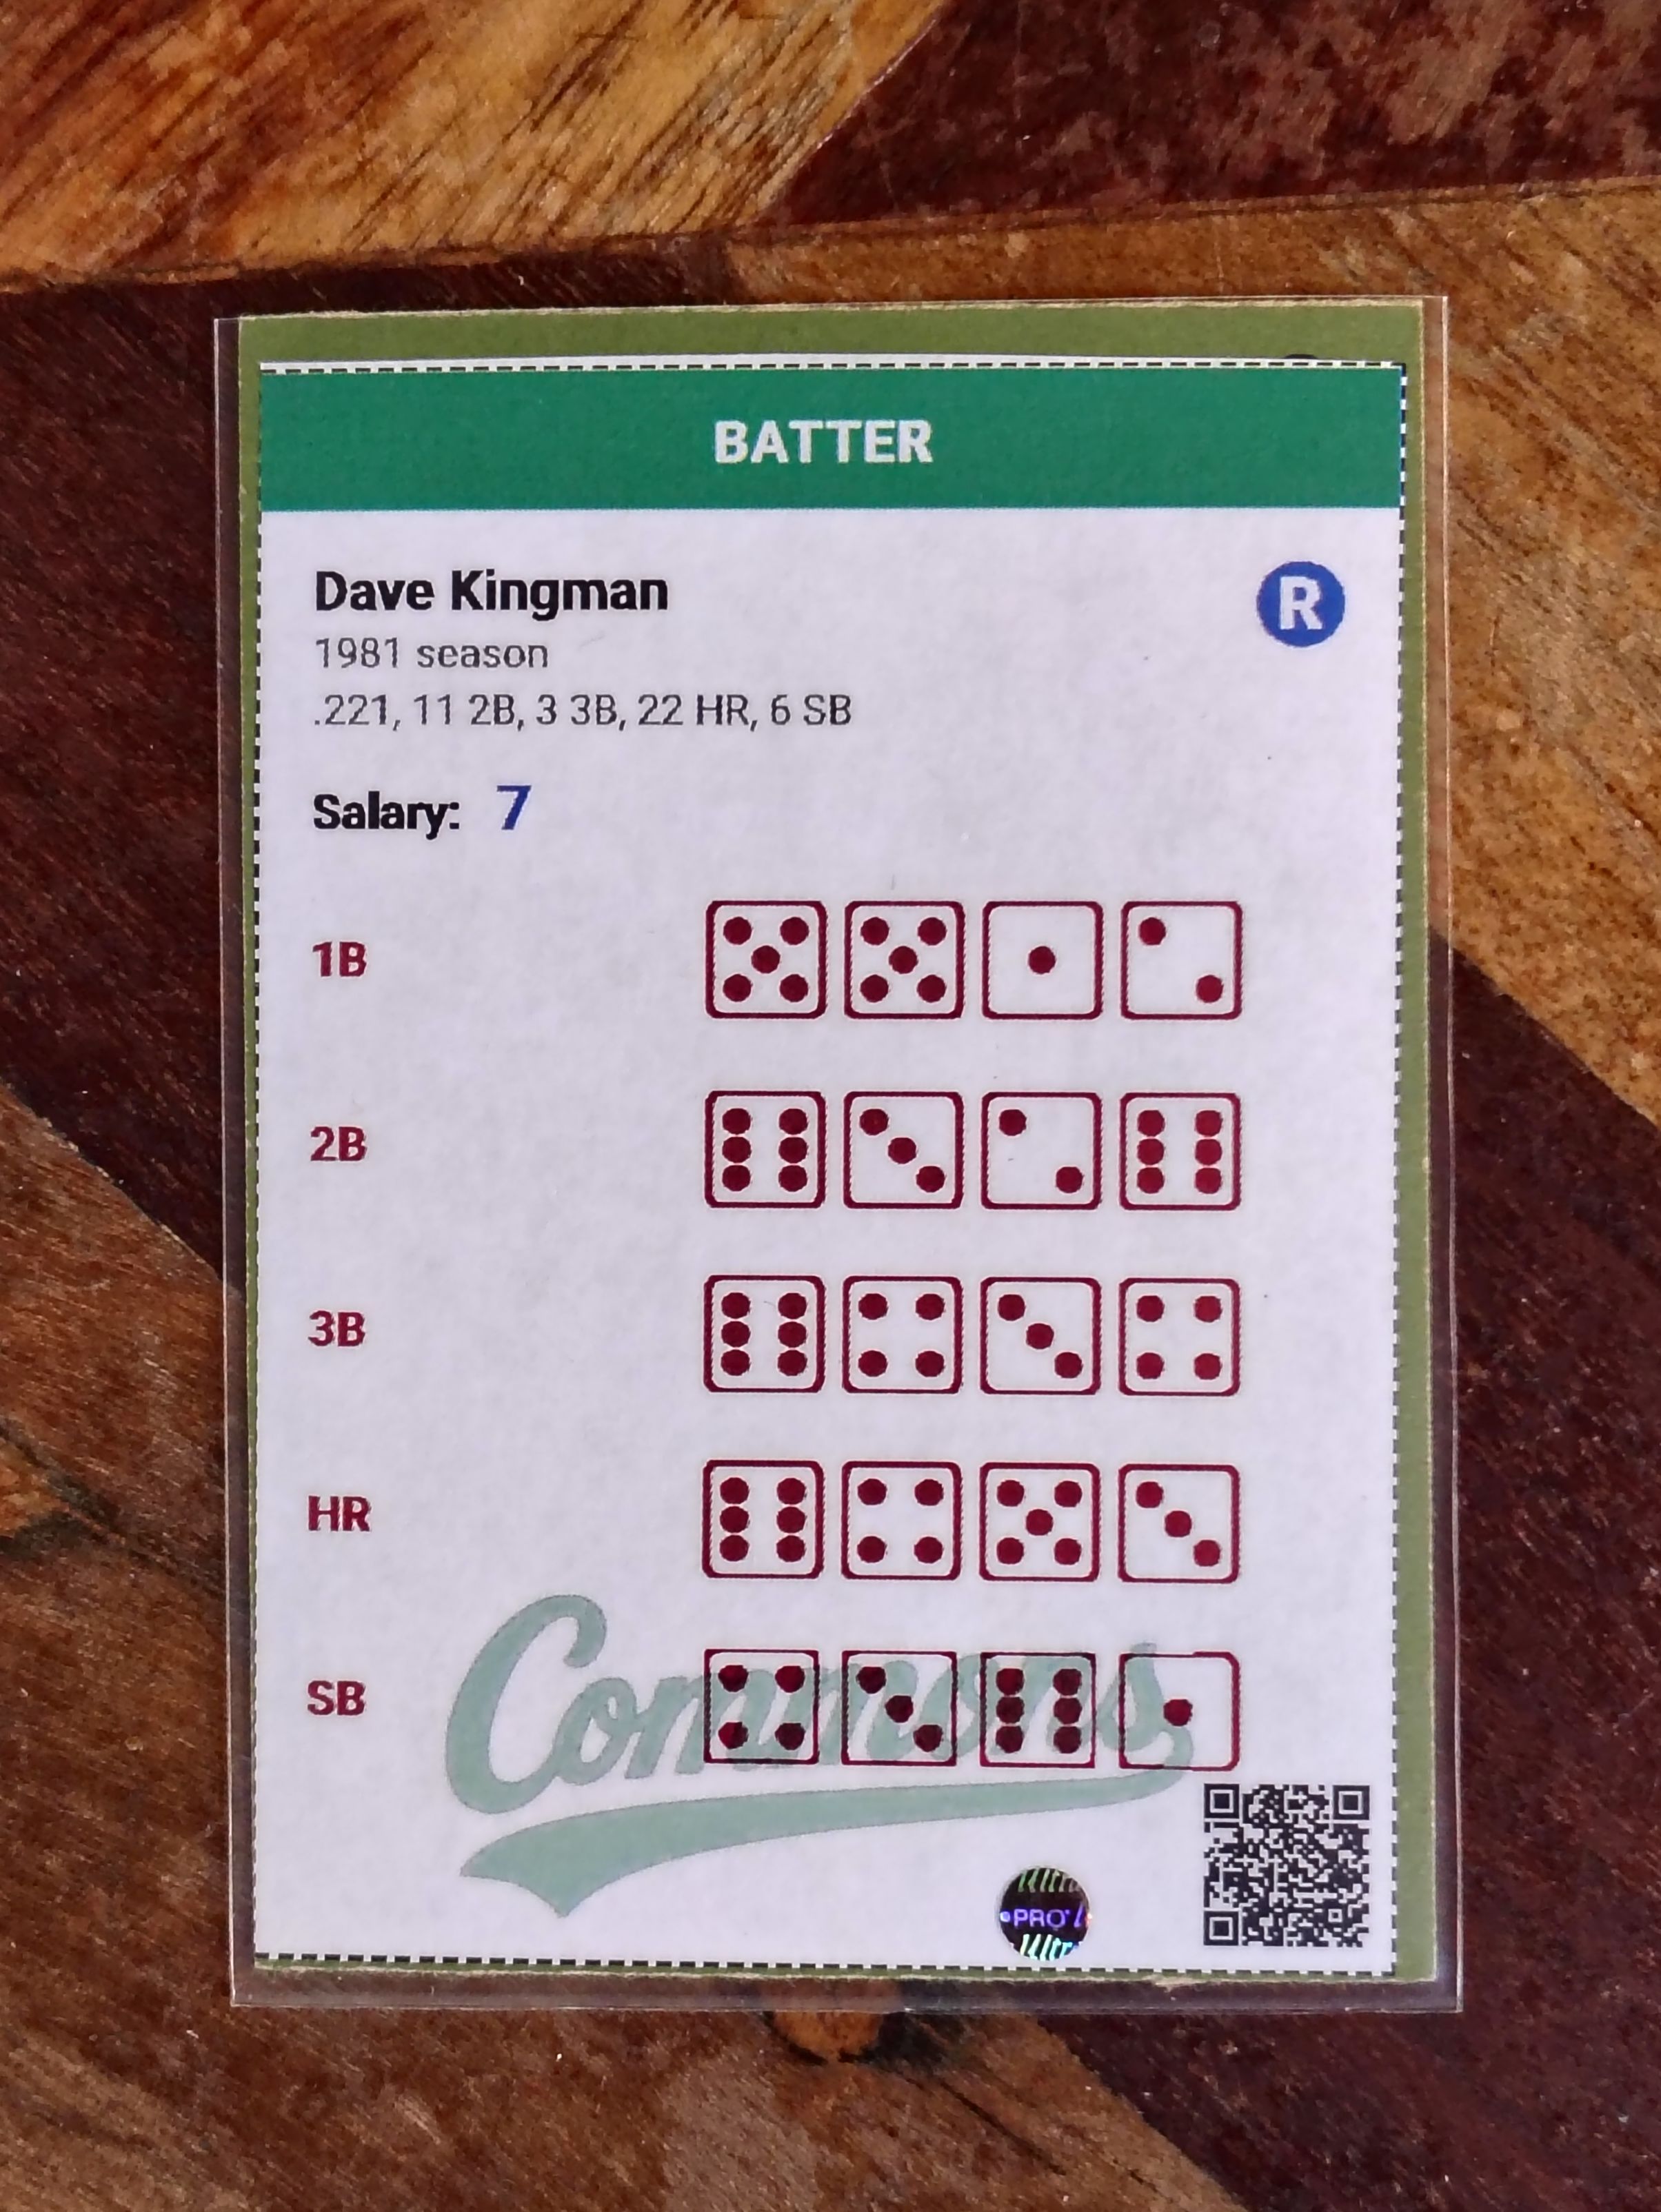 BATTER
Dave Kingman
R
1981 season
.221, 11 2B, 3 3B, 22 HR, 6 SB
Salary: 7
1B
2B
3B
HR
SB
Commons
PRO